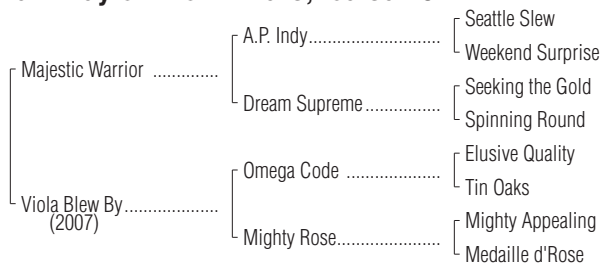 A.P. Indy
Seattle Slew
Weekend Surprise
Majestic Warrior
Dream Supreme
Seeking the Gold
Spinning Round
Omega Code
Elusive Quality
Tin Oaks
Viola Blew By
(2007)
Mighty Rose
Mighty Appealing
Medaille d'Rose